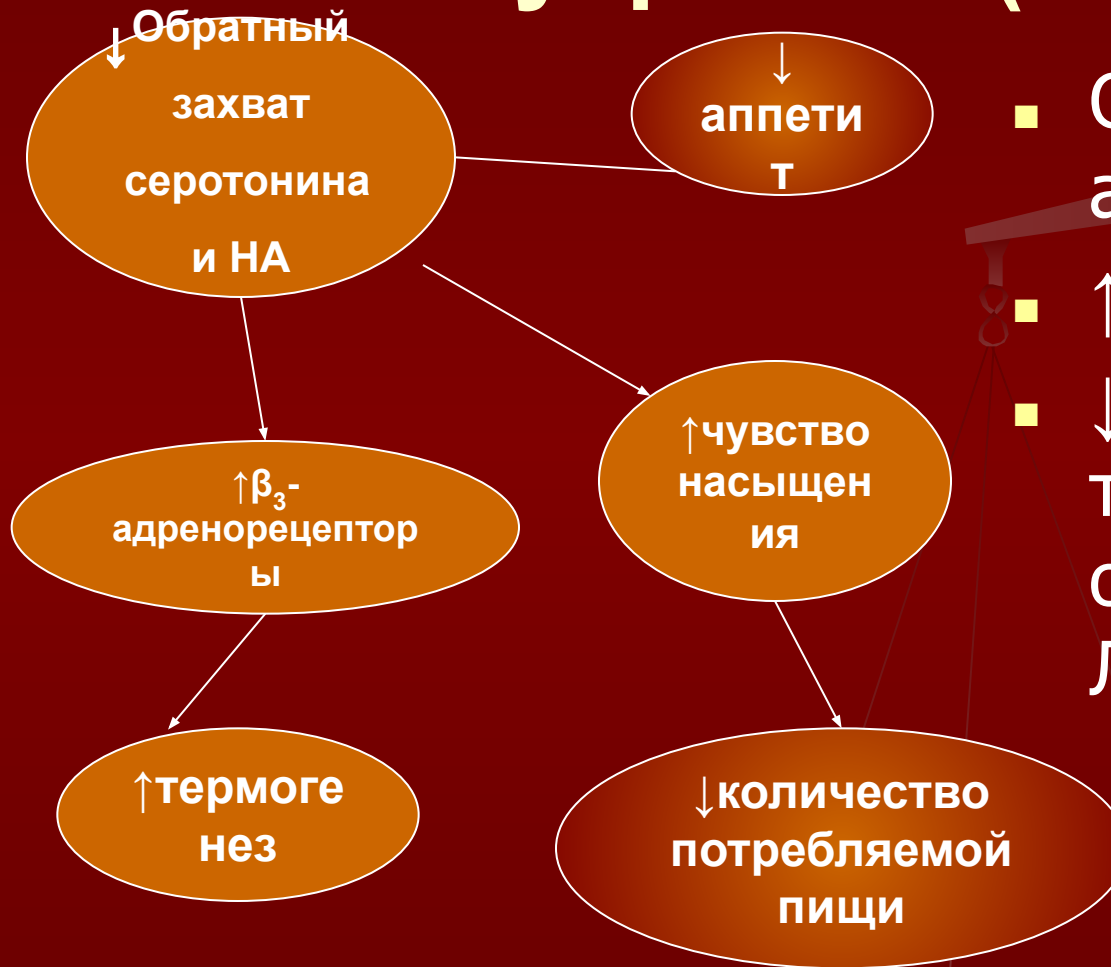 ↓Обратный
захват
серотонина
и НА
↓
аппети
т
↑β₃-
адренорецептор
ы
↑чувство
насыщен
ия
↑термоге
нез
↓количество
потребляемой
пищи
↑
↓